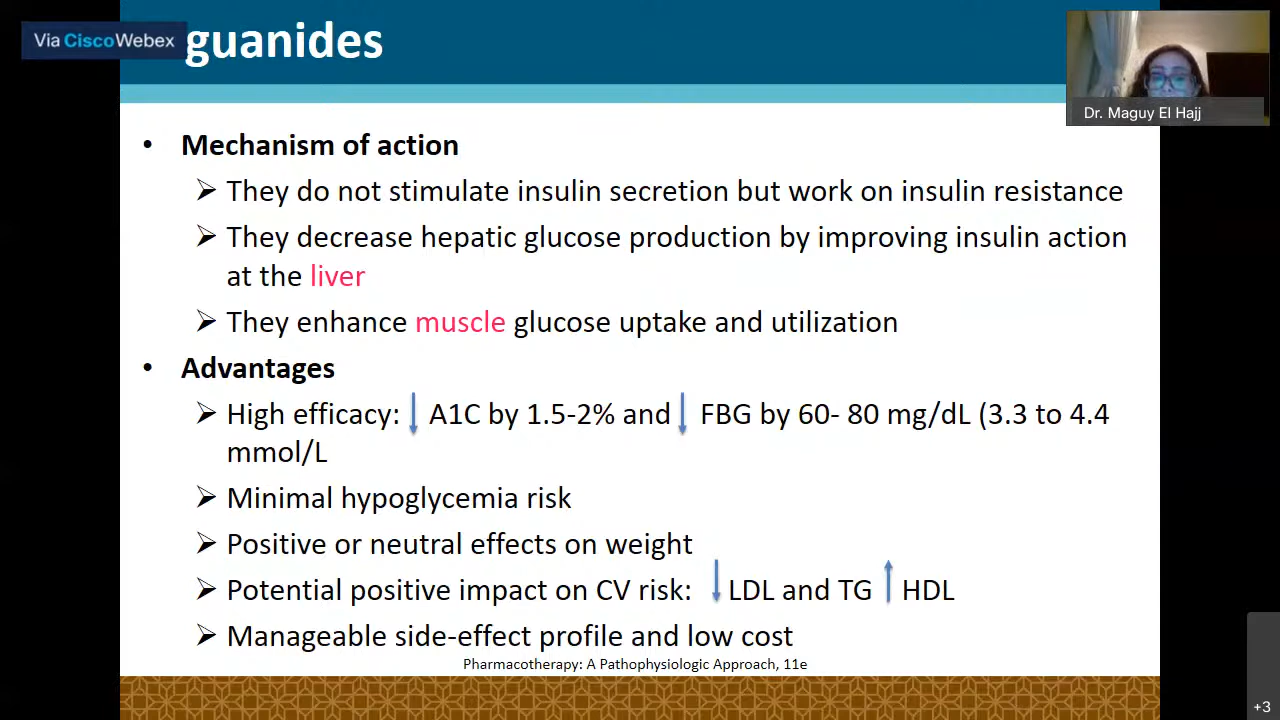 Via CiscoWebex
guanides
Dr. Maguy El Hajj
• Mechanism of action
➢ They do not stimulate insulin secretion but work on insulin resistance
➢ They decrease hepatic glucose production by improving insulin action
at the liver
➢ They enhance muscle glucose uptake and utilization
• Advantages
➢ High efficacy: ↓ A1C by 1.5-2% and ↓ FBG by 60- 80 mg/dL (3.3 to 4.4
mmol/L
➢ Minimal hypoglycemia risk
➢ Positive or neutral effects on weight
➢ Potential positive impact on CV risk: ↓ LDL and TG ↑ HDL
➢ Manageable side-effect profile and low cost
Pharmacotherapy: A Pathophysiologic Approach, 11e
+3